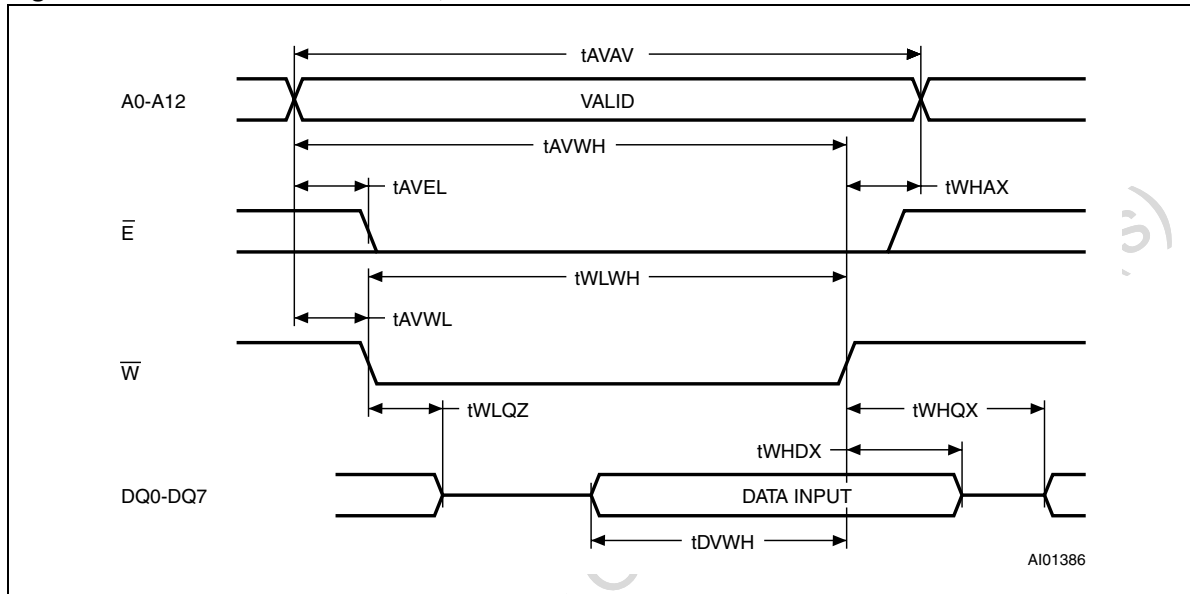 tAVAV
A0-A12
VALID
tAVWH
tAVEL
tWHAX
E
tWLWH
tAVWL
W
tWLQZ
tWHQX
tWHDX
DQ0-DQ7
DATA INPUT
tDVWH
AI01386